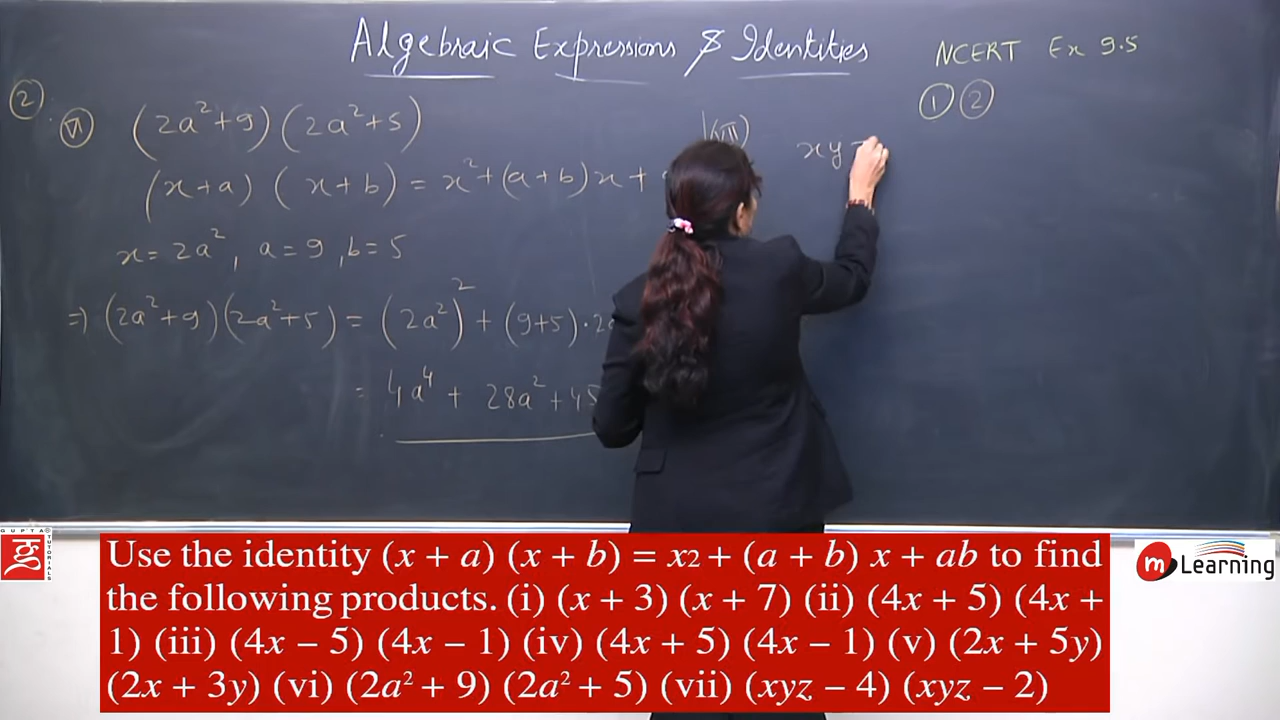 Algebraic Expressions & Identities
NCERT Ex 9.5
① ②
②
(VI) (2a²+9)(2a²+5)
(x+a) (x+b) = x²+(a+b)x+
x=2a², a=9, b=5
⇒ (2a²+9)(2a²+5) = (2a²)² + (9+5)·2
= 4a⁴ + 28a² + 45
(VII)
xy
GUPTA
TUTORIALS
Use the identity (x + a) (x + b) = x2 + (a + b) x + ab to find
the following products. (i) (x + 3) (x + 7) (ii) (4x + 5) (4x +
1) (iii) (4x – 5) (4x – 1) (iv) (4x + 5) (4x – 1) (v) (2x + 5y)
(2x + 3y) (vi) (2a² + 9) (2a² + 5) (vii) (xyz – 4) (xyz – 2)
m Learning